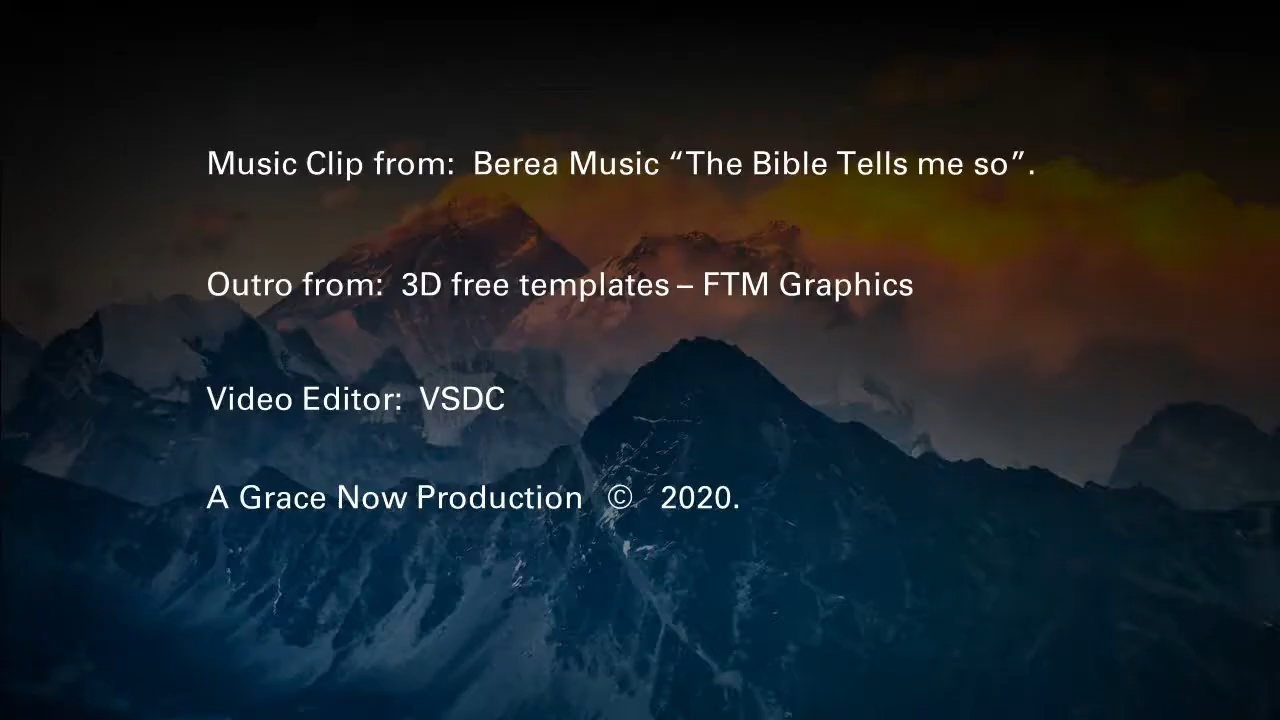 Music Clip from:  Berea Music “The Bible Tells me so”.
Outro from:  3D free templates – FTM Graphics
Video Editor:  VSDC
A Grace Now Production  ©  2020.